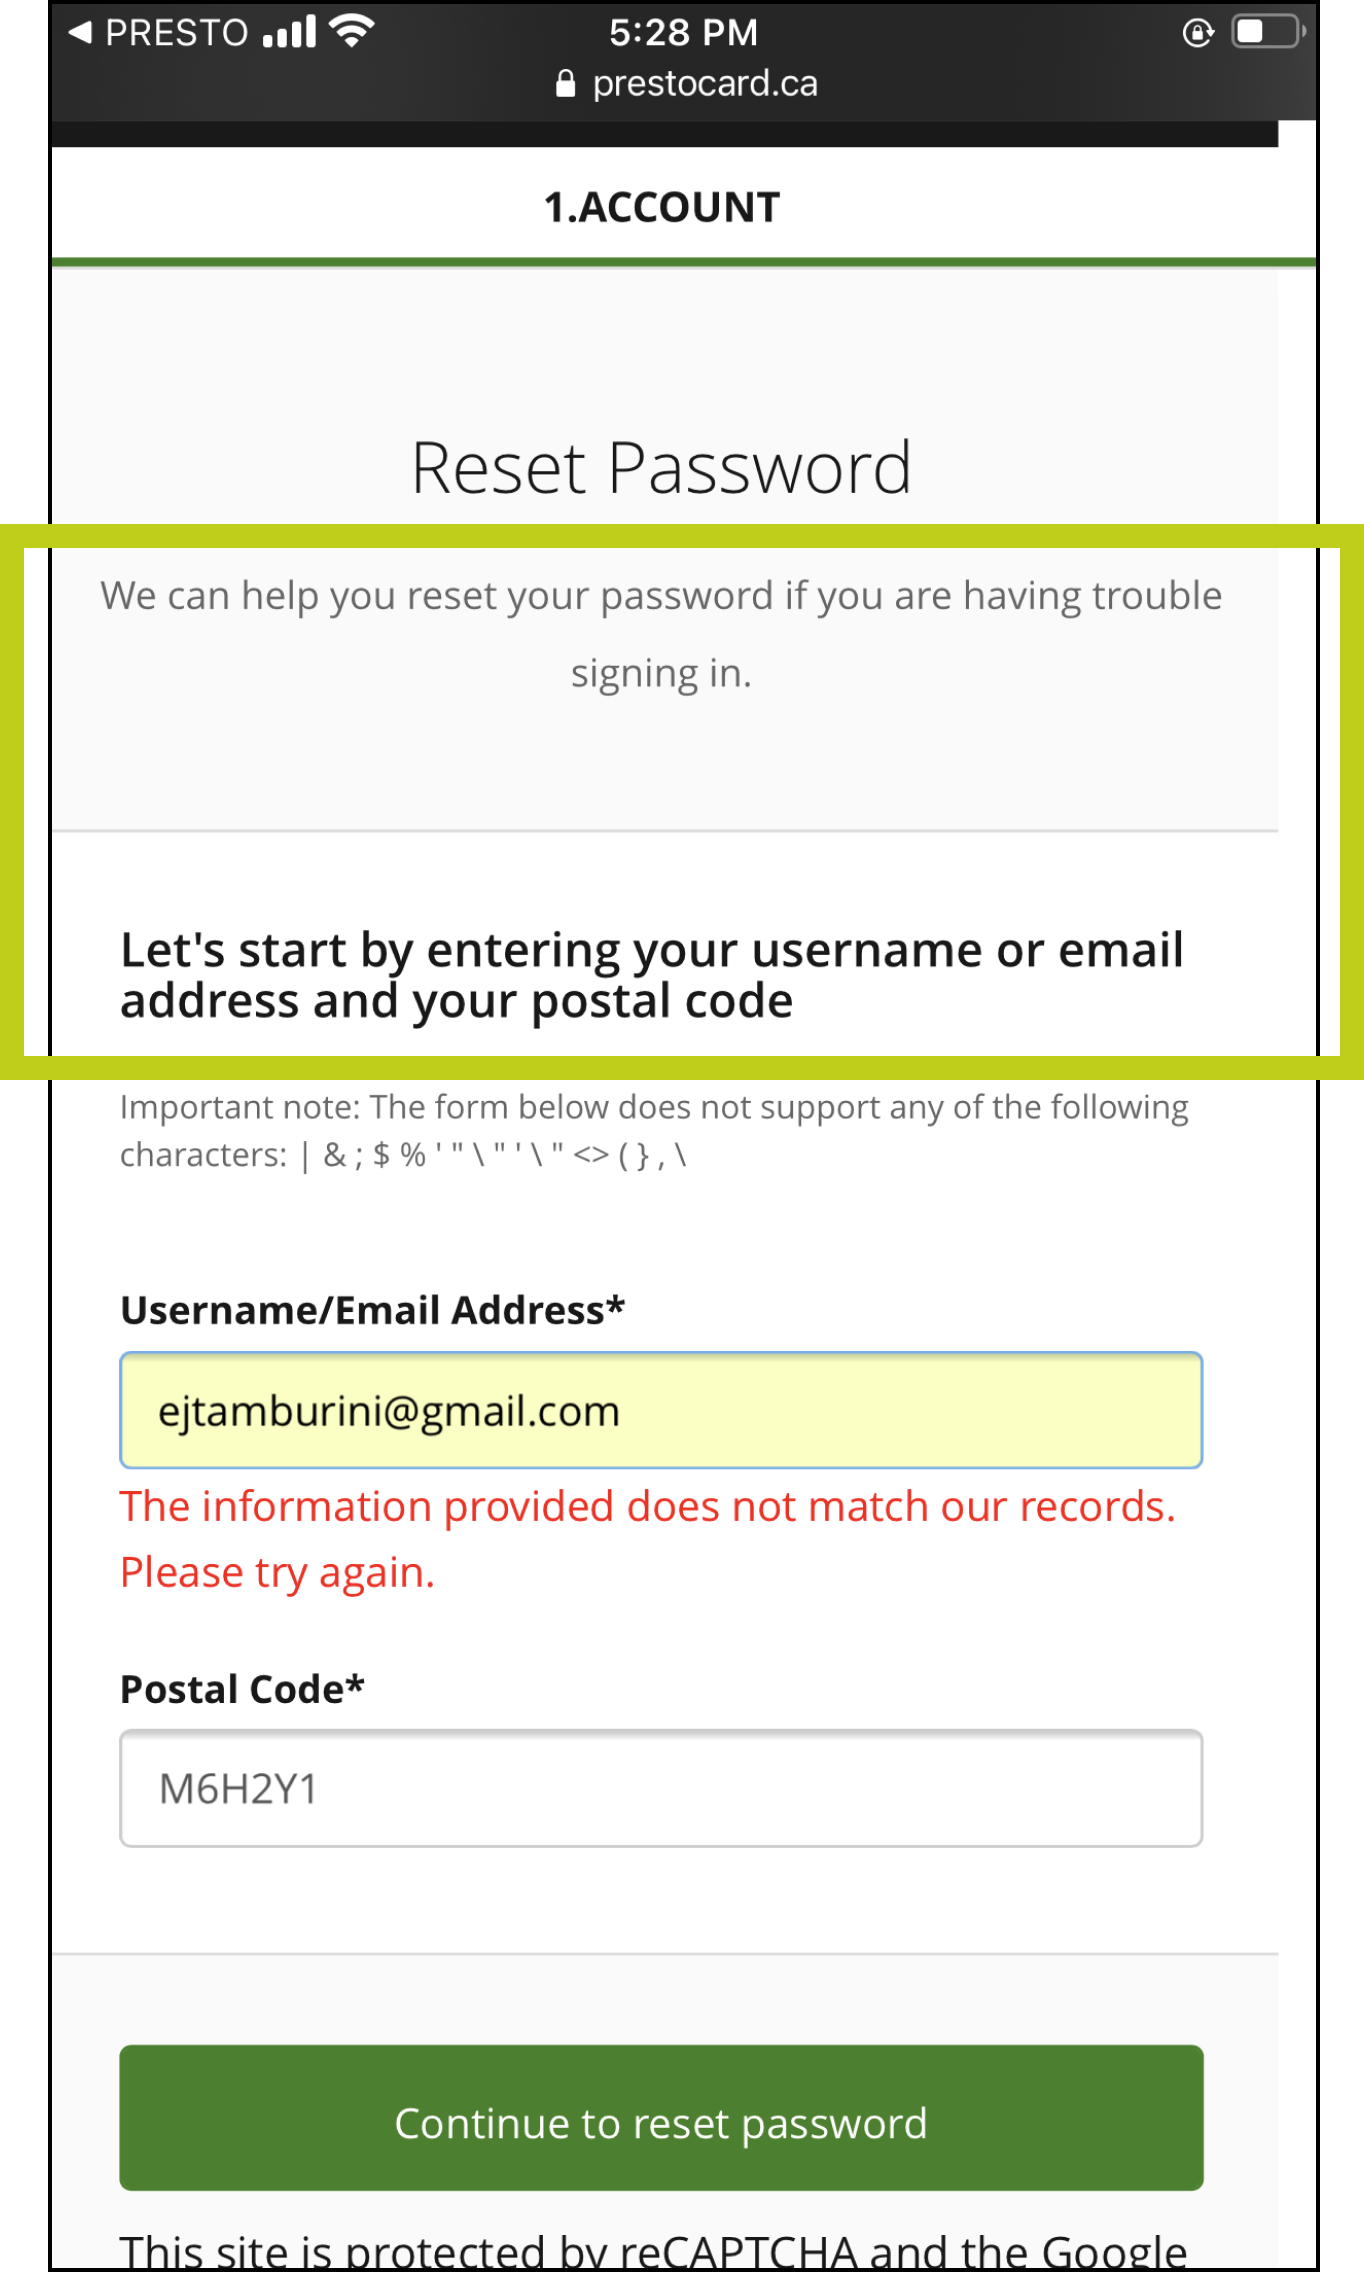 PRESTO
5:28 PM
prestocard.ca
1.ACCOUNT
Reset Password
We can help you reset your password if you are having trouble
signing in.
Let's start by entering your username or email
address and your postal code
Important note: The form below does not support any of the following
characters: | & ; $ % ' " \ " ' \ " <> ( } , \
Username/Email Address*
ejtamburini@gmail.com
The information provided does not match our records.
Please try again.
Postal Code*
M6H2Y1
Continue to reset password
This site is protected by reCAPTCHA and the Google